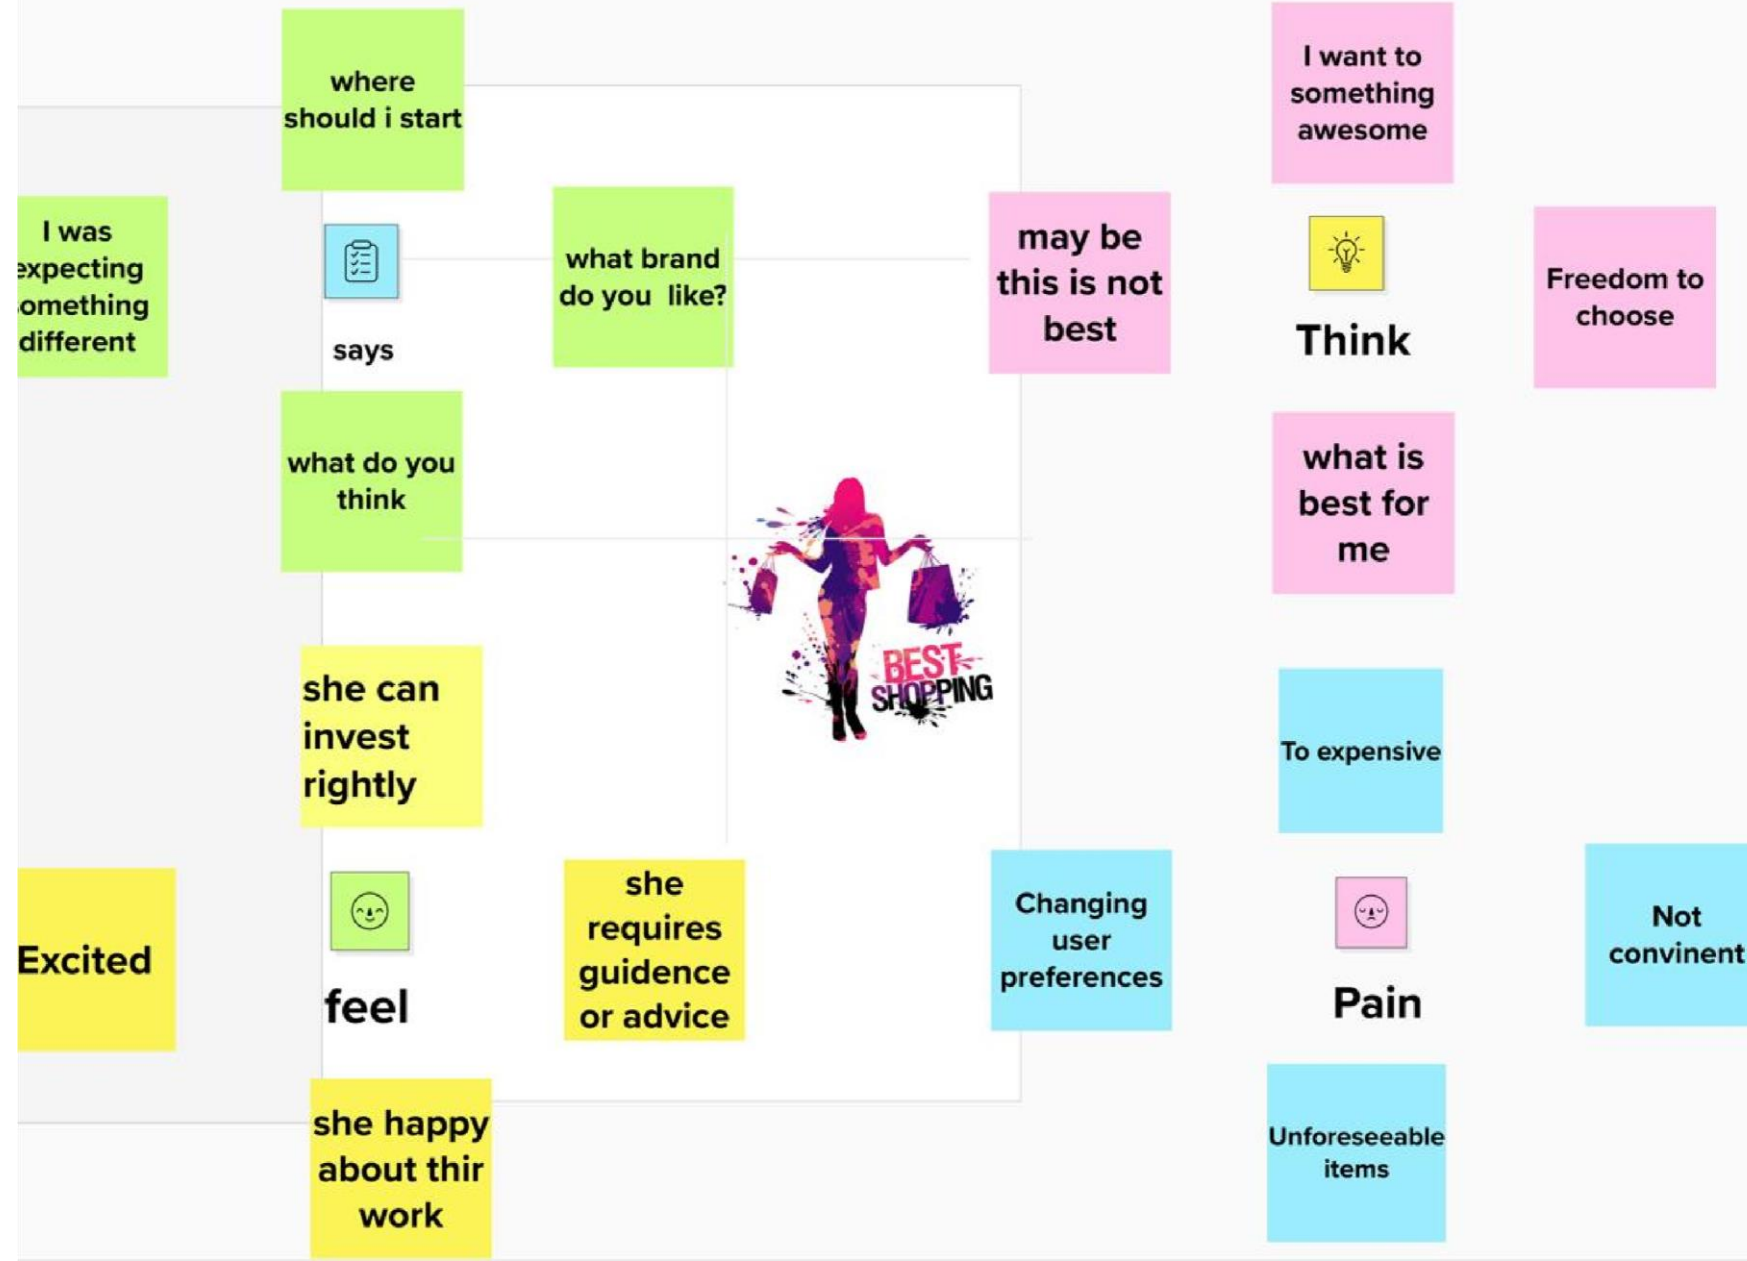 where
should i start
I was
expecting
something
different
says
what brand
do you like?
what do you
think
I want to
something
awesome
may be
this is not
best
Think
Freedom to
choose
what is
best for
me
BEST
SHOPPING
she can
invest
rightly
Excited
feel
she
requires
guidence
or advice
she happy
about thir
work
To expensive
Changing
user
preferences
Pain
Not
convinent
Unforeseeable
items